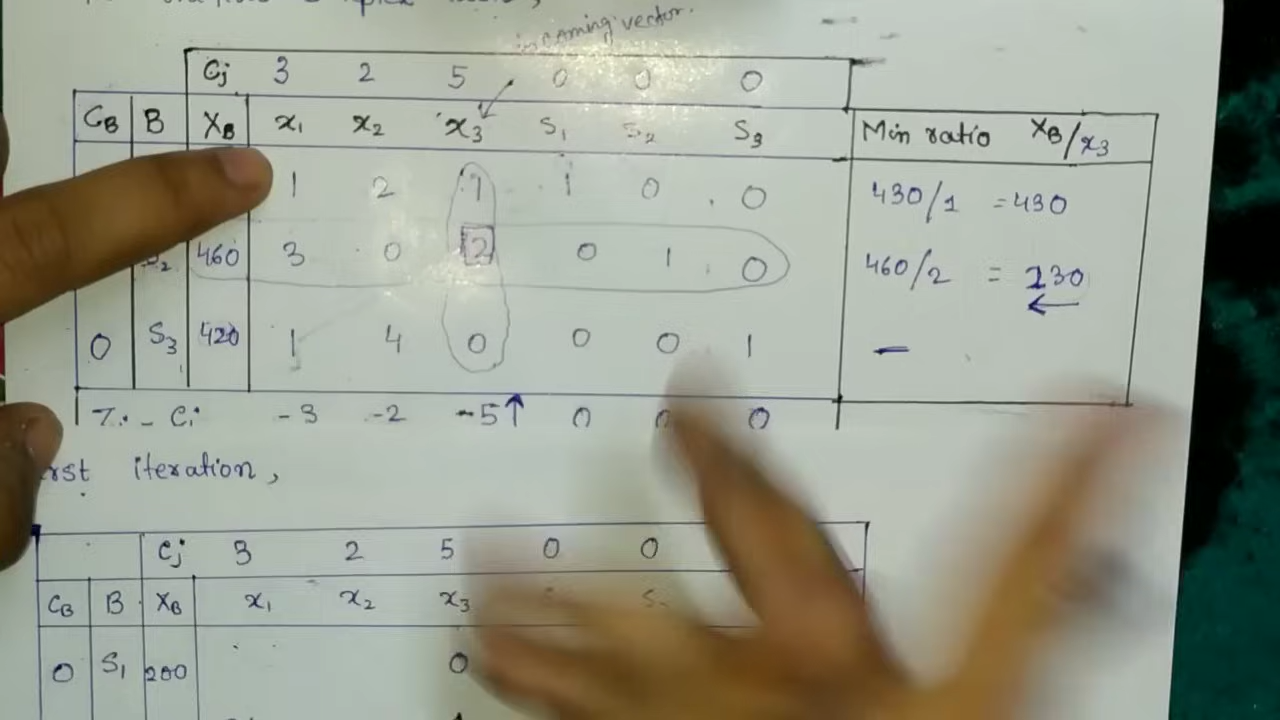 incoming vector.
Cj 3 2 5 0 0 0
CB B XB x1 x2 x3 S1 S2 S3 Min ratio XB/x3
1 2 1 1 0 0 430/1 = 430
S2 460 3 0 2 0 1 0 460/2 = 230
0 S3 420 1 4 0 0 0 1 —
- Cj -3 -2 -5↑ 0 0 0
iteration,
Cj 3 2 5 0 0
CB B XB x1 x2 x3
0 S1 200 0